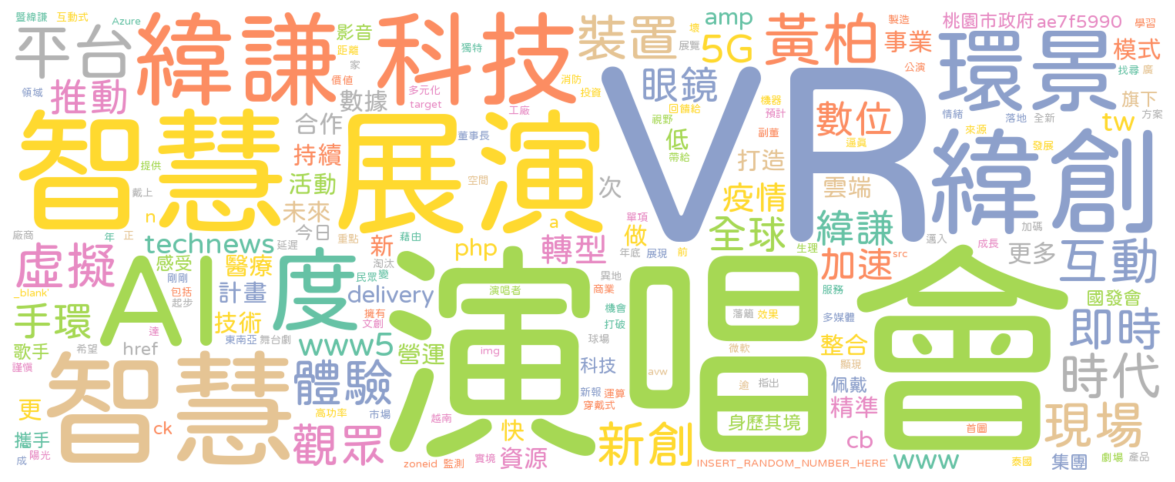 暨緯謙
互動式
Azure
平台
緯謙
科技
影音
距離
家
獨特
裝置
amp
5G
壞
展覽
黃柏
製造
事業
公演
桃園市政府
ae7f5990
學習
環景
模式
找尋
旗下
方案
領域
推動
價值
數據
多元化
target
消防
投資
眼鏡
VR
機器
預計
數位
情緒
落地
全新
tw
智慧
展演
工廠
合作
董事長
回饋給
視野
低
帶給
副董
逼真
來源
緯創
發展
提供
持續
打造
戴上
活動
空間
次
疫情
雲端
n
未來
a
單項
全球
緯謙
加碼
廠商
年
正
今日
technews
延遲
重點
藉由
新
php
轉型
做
年底
展現
前
生理
src
邁入
成長
更多
互動
虛擬
AI
度
感受
醫療
淘汰
民眾
變
異地
演唱會
加速
_blank
剛剛
包括
起步
計畫
delivery
擁有
演唱者
商業
服務
國發會
手環
連
技術
文創
機會
打破
藩籬
效果
多媒體
即時
東南亞
舞台劇
www5
球場
歌手
希望
href
營運
img
微軟
整合
顯現
時代
謹慎
智慧
體驗
科技
avw
逾
指出
佩戴
更
高功率
市場
新報
運算
穿戴式
精準
ck
觀眾
越南
快
新創
身歷其境
cb
首圖
現場
攜手
成
陽光
zoneid
監測
實境
資源
INSERT_RANDOM_NUMBER_HERE
www
泰國
集團
劇場
產品